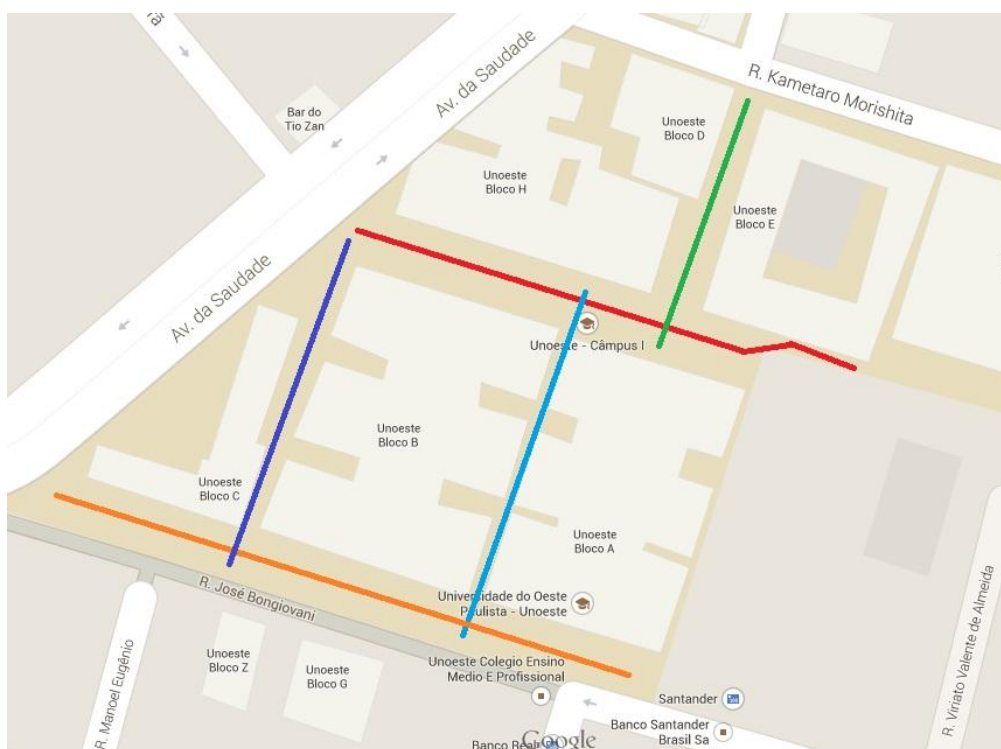 Av. da Saudade
R. Kametaro Morishita
Bar do
Tio Zan
Unoeste
Bloco D
Unoeste
Bloco H
Unoeste
Bloco E
Av. da Saudade
Unoeste - Câmpus I
Unoeste
Bloco B
Unoeste
Bloco C
Unoeste
Bloco A
R. José Bongiovani
Universidade do Oeste
Paulista - Unoeste
R. Viriato Valente de Almeida
R. Manoel Eugênio
Unoeste
Bloco Z
Unoeste
Bloco G
Unoeste Colegio Ensino
Medio E Profissional
Santander
Banco Santander
Brasil Sa
Banco Real
Google